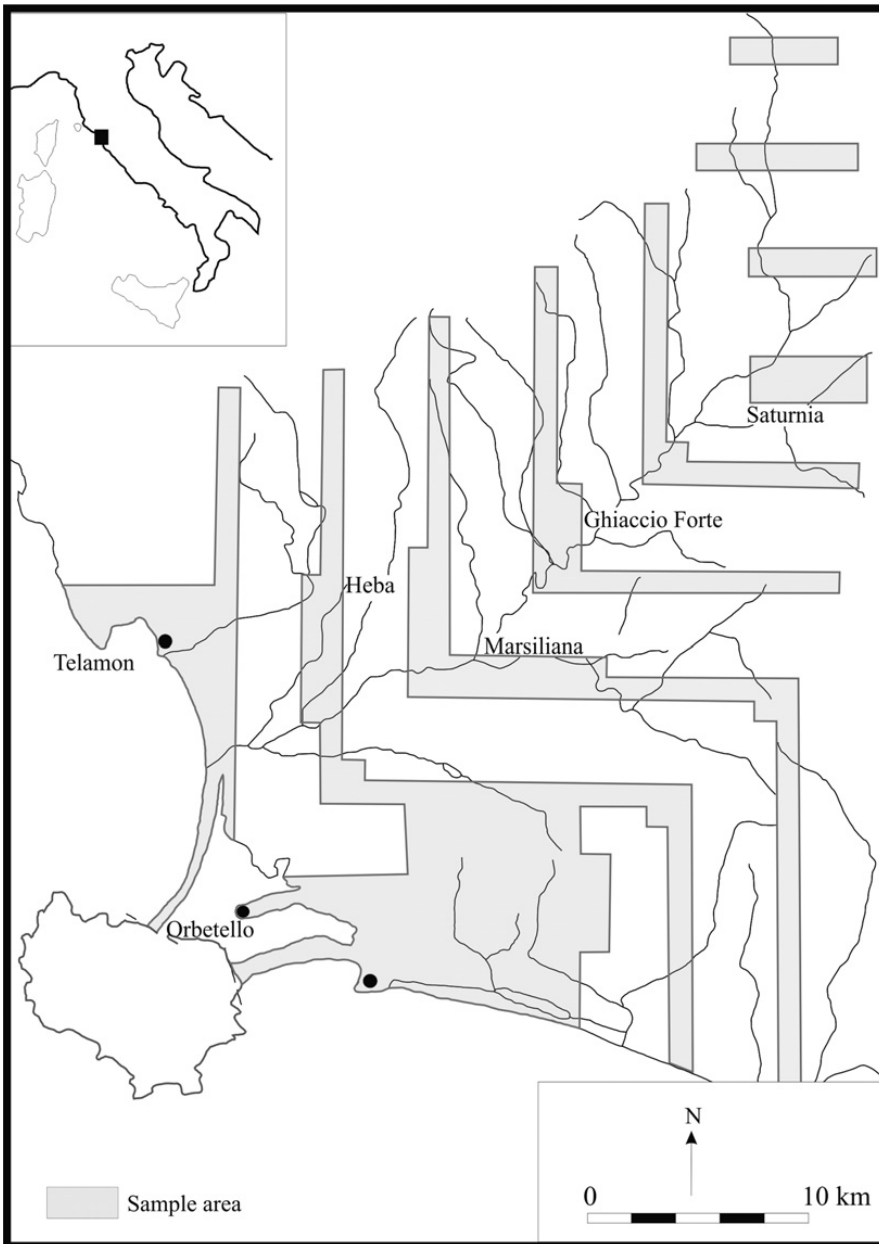 Saturnia
Ghiaccio Forte
Heba
Marsiliana
Telamon
Orbetello
N
0 10 km
Sample area